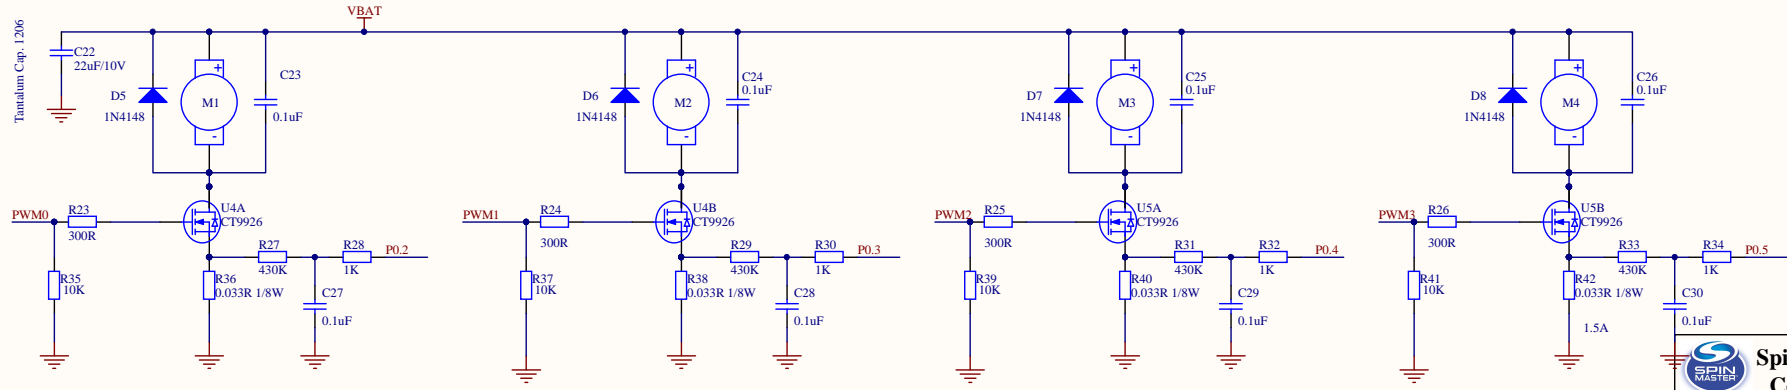 VBAT
Tantalum Cap. 1206
C22
22uF/10V
D5
1N4148
+
M1
-
C23
0.1uF
D6
1N4148
+
M2
-
C24
0.1uF
D7
1N4148
+
M3
-
C25
0.1uF
D8
1N4148
+
M4
-
C26
0.1uF
PWM0
R23
300R
U4A
CT9926
R27
430K
R28
1K
P0.2
R35
10K
R36
0.033R 1/8W
C27
0.1uF
PWM1
R24
300R
U4B
CT9926
R29
430K
R30
1K
P0.3
R37
10K
R38
0.033R 1/8W
C28
0.1uF
PWM2
R25
300R
U5A
CT9926
R31
430K
R32
1K
P0.4
R39
10K
R40
0.033R 1/8W
C29
0.1uF
PWM3
R26
300R
U5B
CT9926
R33
430K
R34
1K
P0.5
R41
10K
R42
0.033R 1/8W
1.5A
C30
0.1uF
SPIN
MASTER
Spi